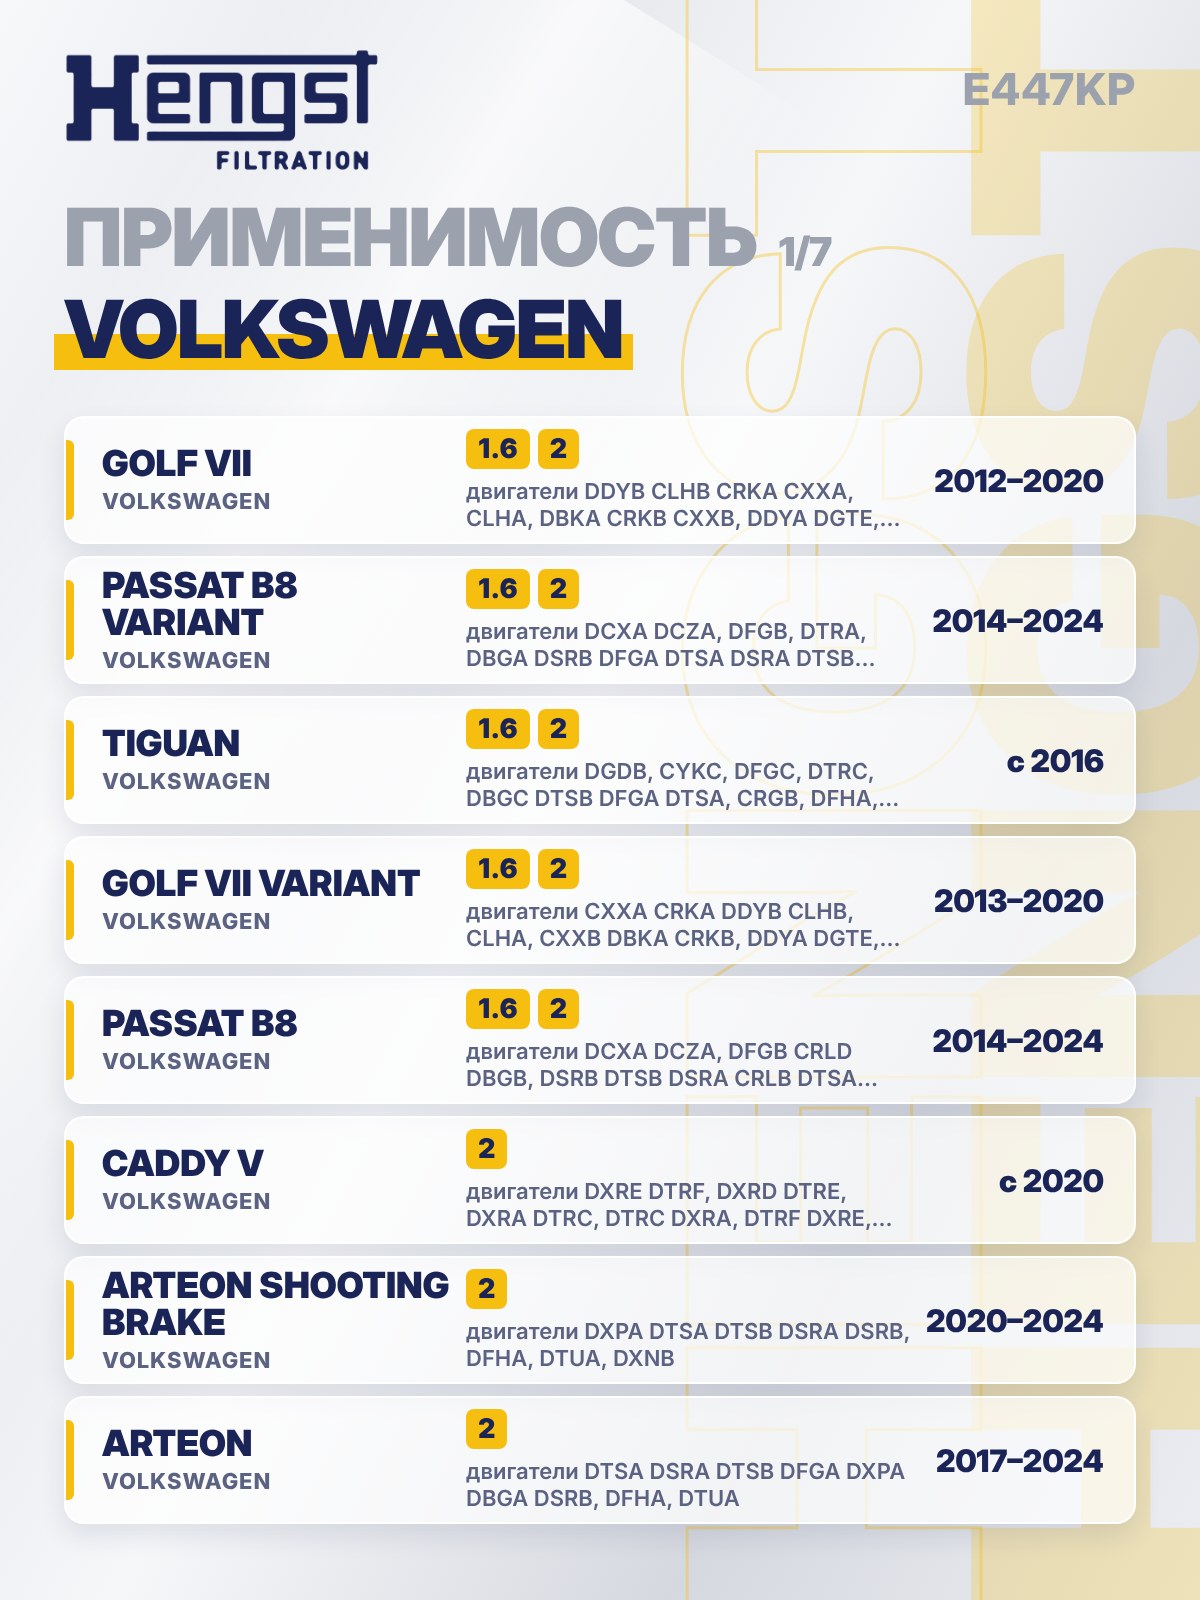 Hengst
FILTRATION
E447KP
ПРИМЕНИМОСТЬ 1/7
VOLKSWAGEN
GOLF VII
VOLKSWAGEN
1.6 2
двигатели DDYB CLHB CRKA CXXA,
CLHA, DBKA CRKB CXXB, DDYA DGTE,...
2012–2020
PASSAT B8
VARIANT
VOLKSWAGEN
1.6 2
двигатели DCXA DCZA, DFGB, DTRA,
DBGA DSRB DFGA DTSA DSRA DTSB...
2014–2024
TIGUAN
VOLKSWAGEN
1.6 2
двигатели DGDB, CYKC, DFGC, DTRC,
DBGC DTSB DFGA DTSA, CRGB, DFHA,...
с 2016
GOLF VII VARIANT
VOLKSWAGEN
1.6 2
двигатели CXXA CRKA DDYB CLHB,
CLHA, CXXB DBKA CRKB, DDYA DGTE,...
2013–2020
PASSAT B8
VOLKSWAGEN
1.6 2
двигатели DCXA DCZA, DFGB CRLD
DBGB, DSRB DTSB DSRA CRLB DTSA...
2014–2024
CADDY V
VOLKSWAGEN
2
двигатели DXRE DTRF, DXRD DTRE,
DXRA DTRC, DTRC DXRA, DTRF DXRE,...
с 2020
ARTEON SHOOTING
BRAKE
VOLKSWAGEN
2
двигатели DXPA DTSA DTSB DSRA DSRB,
DFHA, DTUA, DXNB
2020–2024
ARTEON
VOLKSWAGEN
2
двигатели DTSA DSRA DTSB DFGA DXPA
DBGA DSRB, DFHA, DTUA
2017–2024